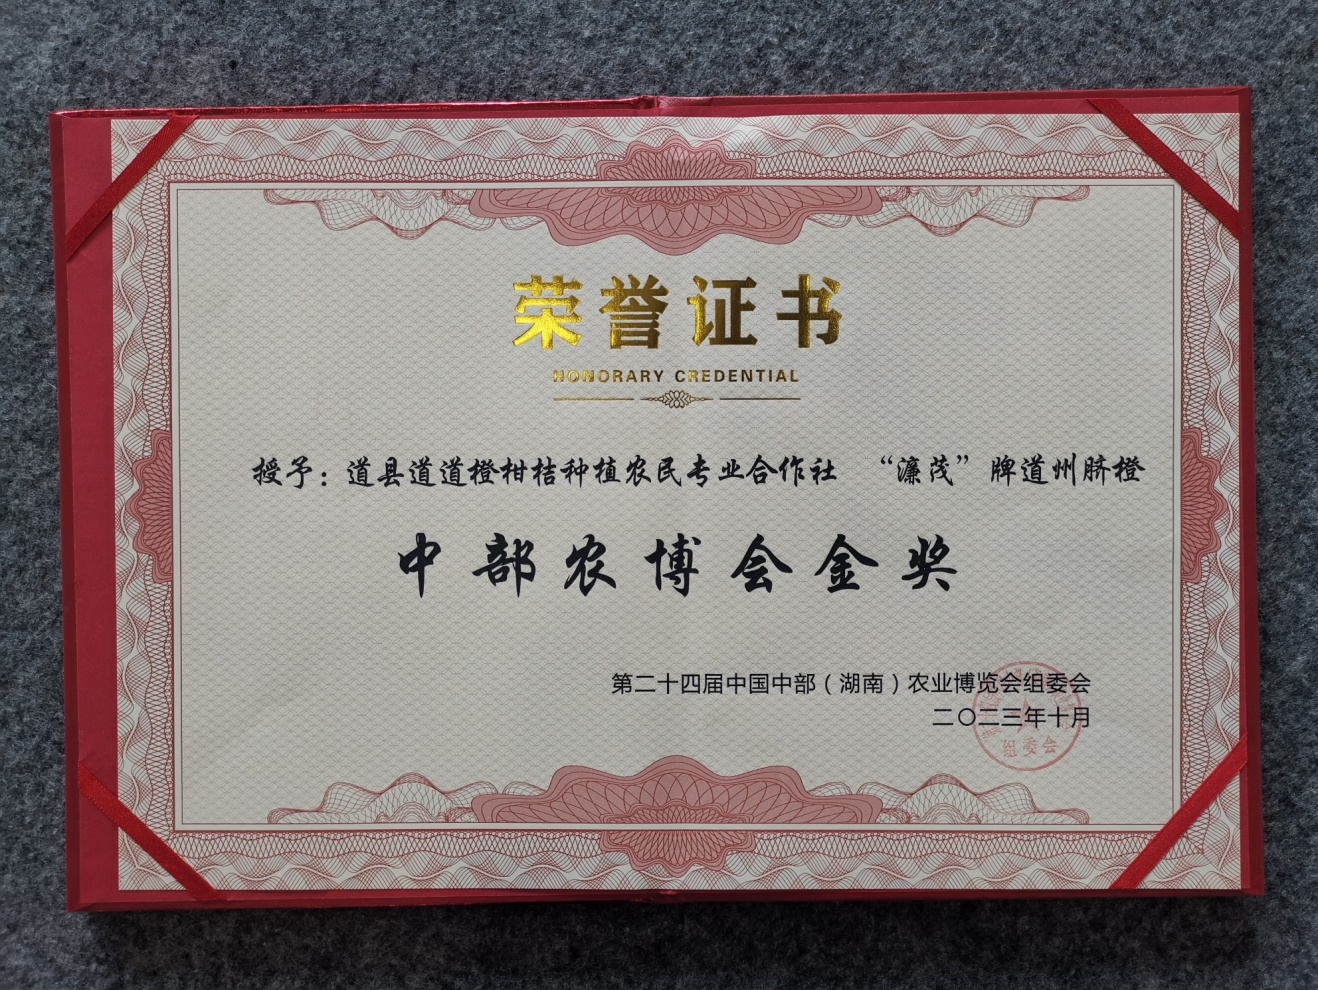 荣誉证书
HONORARY CREDENTIAL
授予：道县道道橙柑桔种植农民专业合作社 “濂茂”牌道州脐橙
中部农博会金奖
第二十四届中国中部（湖南）农业博览会组委会
二〇二三年十月
组委会